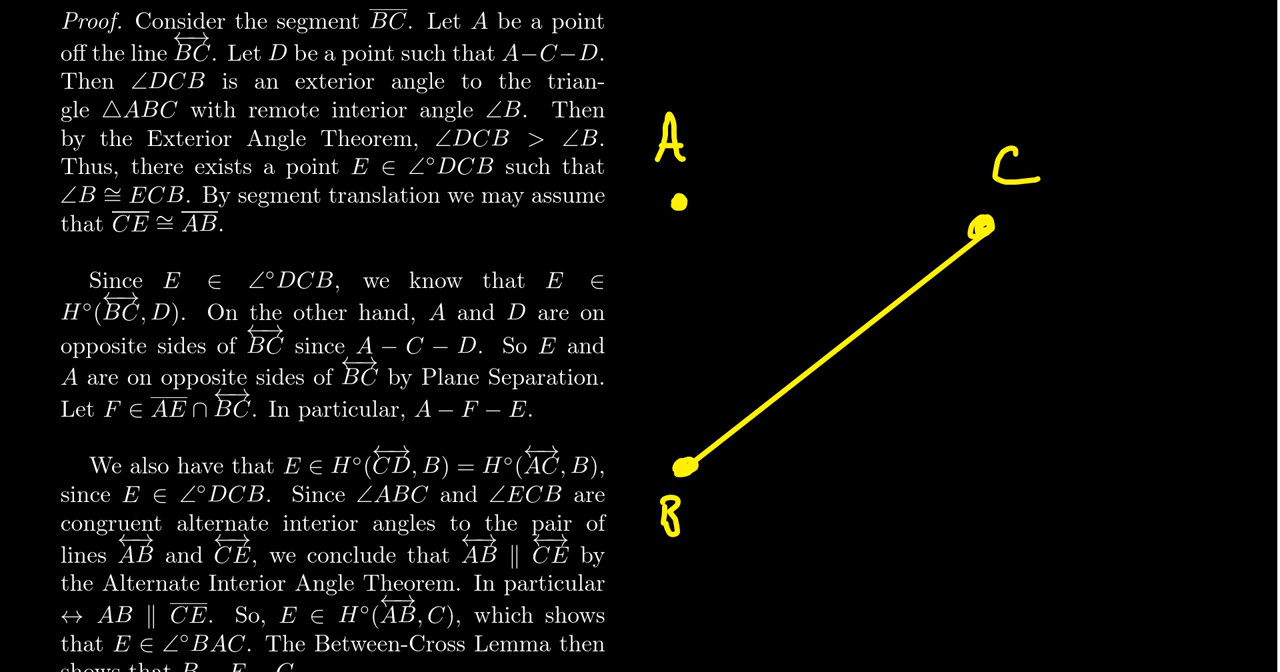 Proof. Consider the segment B̅C̅. Let A be a point
off the line ⟷BC. Let D be a point such that A−C−D.
Then ∠DCB is an exterior angle to the trian-
gle △ABC with remote interior angle ∠B. Then
by the Exterior Angle Theorem, ∠DCB > ∠B.
Thus, there exists a point E ∈ ∠°DCB such that
∠B ≅ ECB. By segment translation we may assume
that C̅E̅ ≅ A̅B̅.
Since E ∈ ∠°DCB, we know that E ∈
H°(⟷BC, D). On the other hand, A and D are on
opposite sides of ⟷BC since A − C − D. So E and
A are on opposite sides of ⟷BC by Plane Separation.
Let F ∈ A̅E̅ ∩ ⟷BC. In particular, A − F − E.
We also have that E ∈ H°(⟷CD, B) = H°(⟷AC, B),
since E ∈ ∠°DCB. Since ∠ABC and ∠ECB are
congruent alternate interior angles to the pair of
lines ⟷AB and ⟷CE, we conclude that ⟷AB ∥ ⟷CE by
the Alternate Interior Angle Theorem. In particular
↔ AB ∥ C̅E̅. So, E ∈ H°(⟷AB, C), which shows
that E ∈ ∠°BAC. The Between-Cross Lemma then
shows that B − F − C
A
C
B